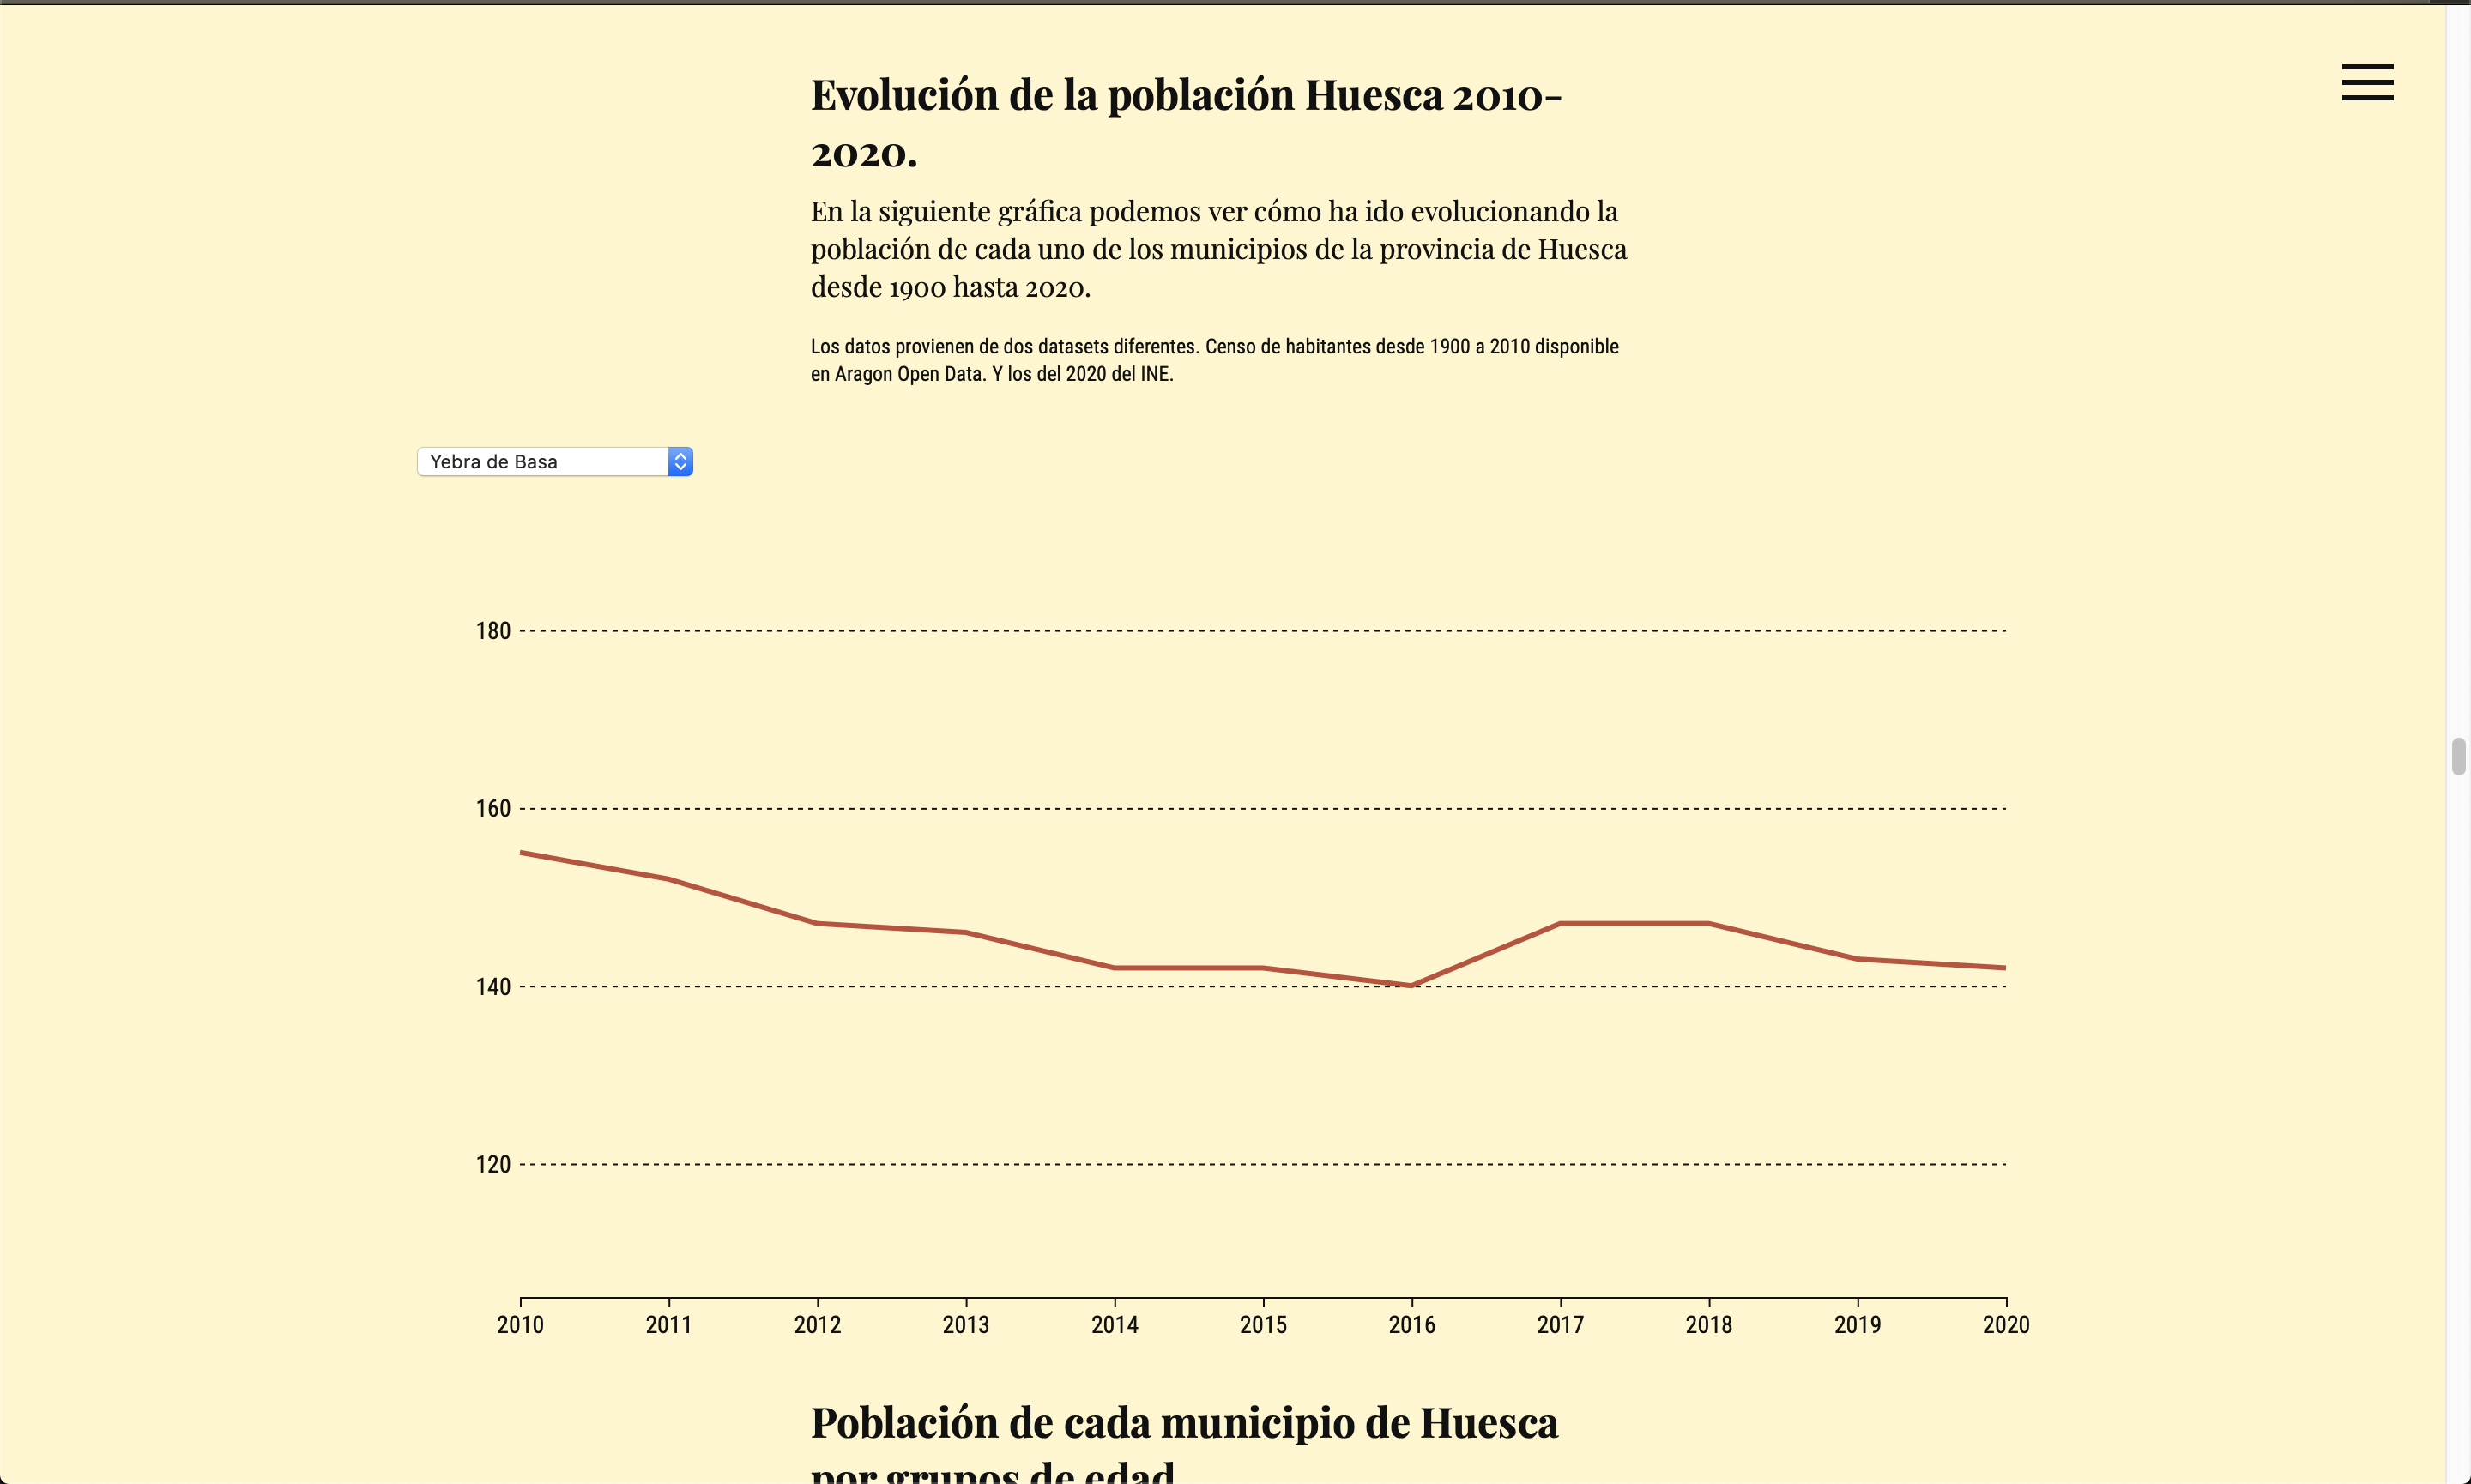 Evolución de la población Huesca 2010-
2020.
En la siguiente gráfica podemos ver cómo ha ido evolucionando la
población de cada uno de los municipios de la provincia de Huesca
desde 1900 hasta 2020.
Los datos provienen de dos datasets diferentes. Censo de habitantes desde 1900 a 2010 disponible
en Aragon Open Data. Y los del 2020 del INE.
Yebra de Basa
180
160
140
120
2010 2011 2012 2013 2014 2015 2016 2017 2018 2019 2020
Población de cada municipio de Huesca
por grupos de edad